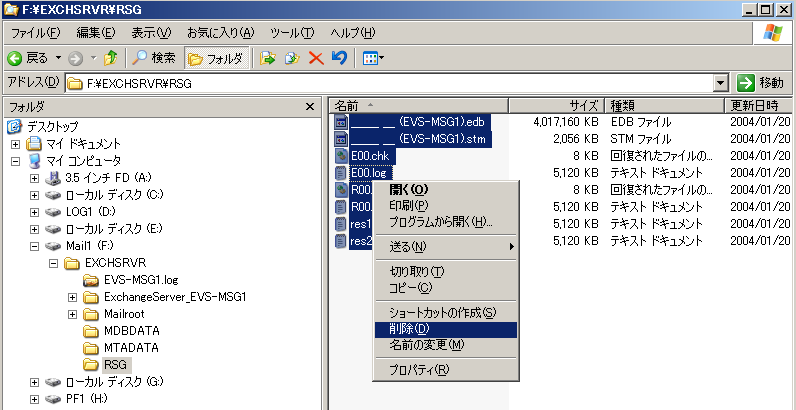 F:¥EXCHSRVR¥RSG
ファイル(F) 編集(E) 表示(V) お気に入り(A) ツール(T) ヘルプ(H)
戻る 検索 フォルダ
アドレス(D) F:¥EXCHSRVR¥RSG 移動
フォルダ
デスクトップ
マイ ドキュメント
マイ コンピュータ
3.5 インチ FD (A:)
ローカル ディスク (C:)
LOG1 (D:)
ローカル ディスク (E:)
Mail1 (F:)
EXCHSRVR
EVS-MSG1.log
ExchangeServer_EVS-MSG1
Mailroot
MDBDATA
MTADATA
RSG
ローカル ディスク (G:)
PF1 (H:)
名前 サイズ 種類 更新日時
_____ __ (EVS-MSG1).edb 4,017,160 KB EDB ファイル 2004/01/20
_____ __ (EVS-MSG1).stm 2,056 KB STM ファイル 2004/01/20
E00.chk 8 KB 回復されたファイルの... 2004/01/20
E00.log 5,120 KB テキスト ドキュメント 2004/01/20
R00. 8 KB 回復されたファイルの... 2004/01/20
R00. 5,120 KB テキスト ドキュメント 2004/01/20
res1 5,120 KB テキスト ドキュメント 2004/01/20
res2 5,120 KB テキスト ドキュメント 2004/01/20
開く(O)
印刷(P)
プログラムから開く(H)...
送る(N)
切り取り(T)
コピー(C)
ショートカットの作成(S)
削除(D)
名前の変更(M)
プロパティ(R)